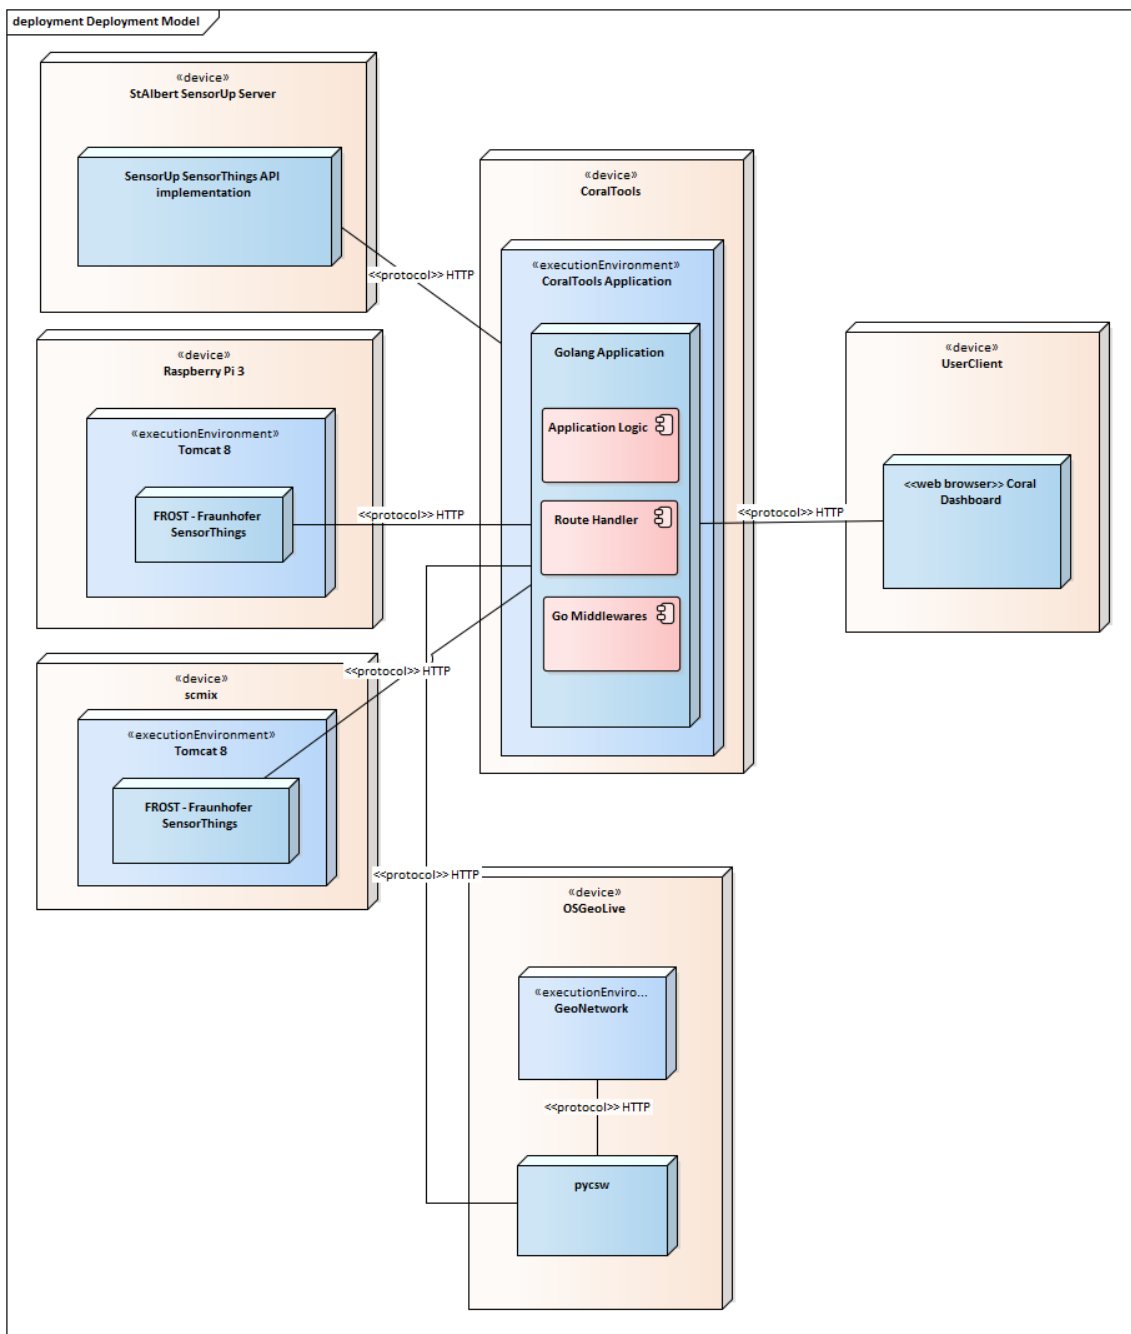 deployment Deployment Model
«device»
StAlbert SensorUp Server
SensorUp SensorThings API
implementation
<<protocol>> HTTP
«device»
CoralTools
«executionEnvironment»
CoralTools Application
Golang Application
Application Logic
Route Handler
Go Middlewares
«device»
Raspberry Pi 3
«executionEnvironment»
Tomcat 8
FROST - Fraunhofer
SensorThings
<<protocol>> HTTP
<<protocol>> HTTP
«device»
UserClient
<<web browser>> Coral
Dashboard
<<protocol>> HTTP
«device»
scmix
«executionEnvironment»
Tomcat 8
FROST - Fraunhofer
SensorThings
<<protocol>> HTTP
«device»
OSGeoLive
«executionEnviro...
GeoNetwork
<<protocol>> HTTP
pycsw